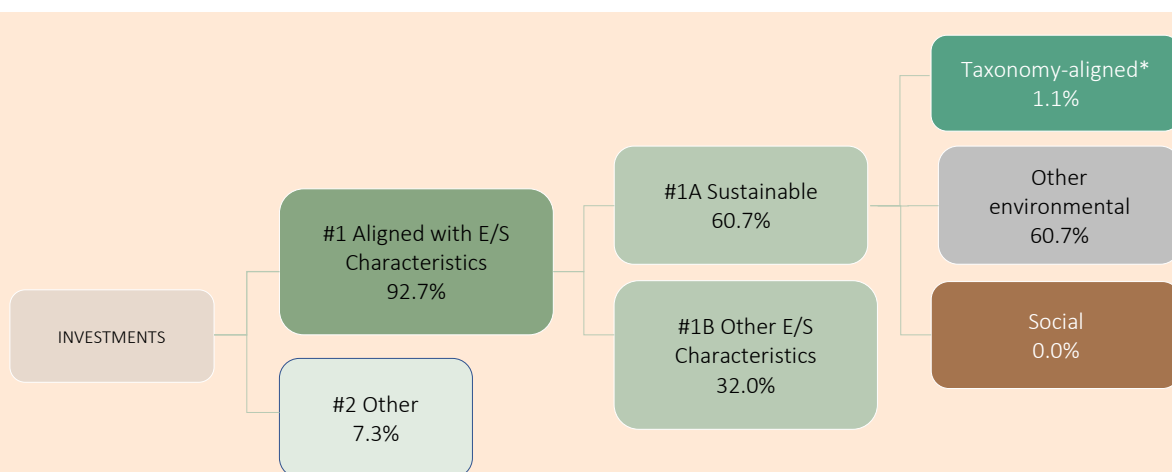 INVESTMENTS
#1 Aligned with E/S
Characteristics
92.7%
#2 Other
7.3%
#1A Sustainable
60.7%
#1B Other E/S
Characteristics
32.0%
Taxonomy-aligned*
1.1%
Other
environmental
60.7%
Social
0.0%